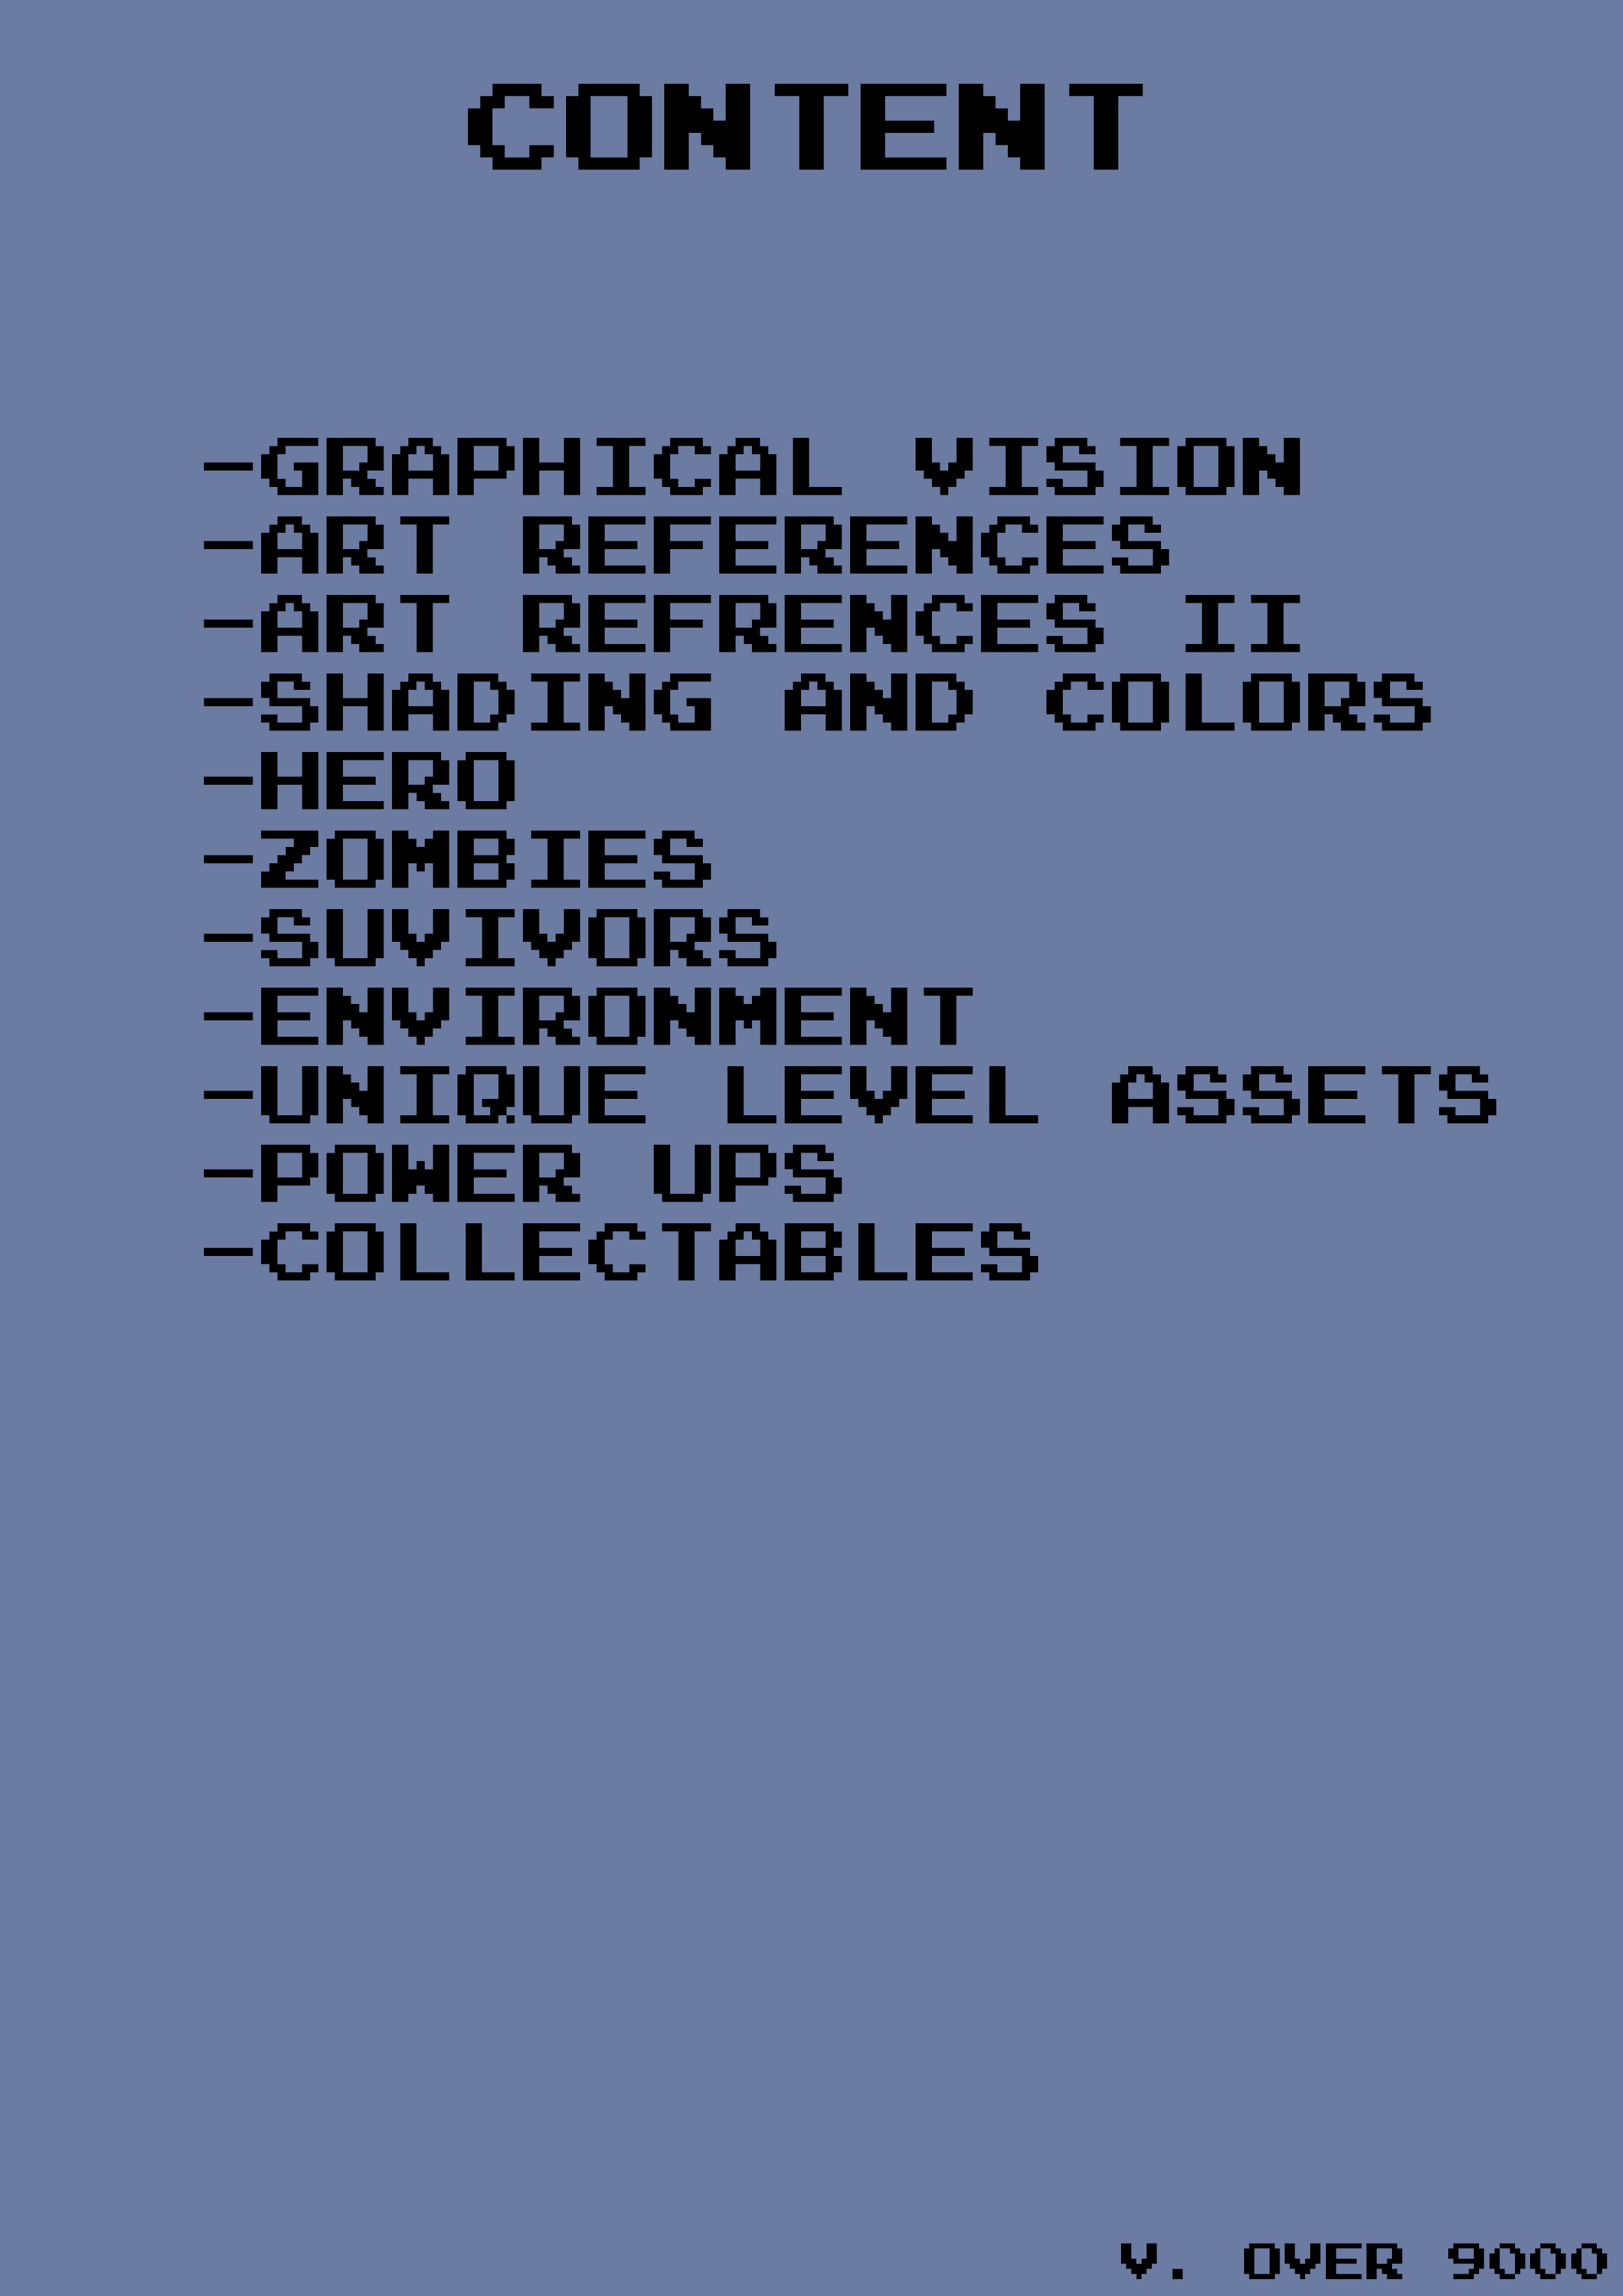 CONTENT
-GRAPHICAL VISION
-ART REFERENCES
-ART REFRENCES II
-SHADING AND COLORS
-HERO
-ZOMBIES
-SUVIVORS
-ENVIRONMENT
-UNIQUE LEVEL ASSETS
-POWER UPS
-COLLECTABLES
V. OVER 9000